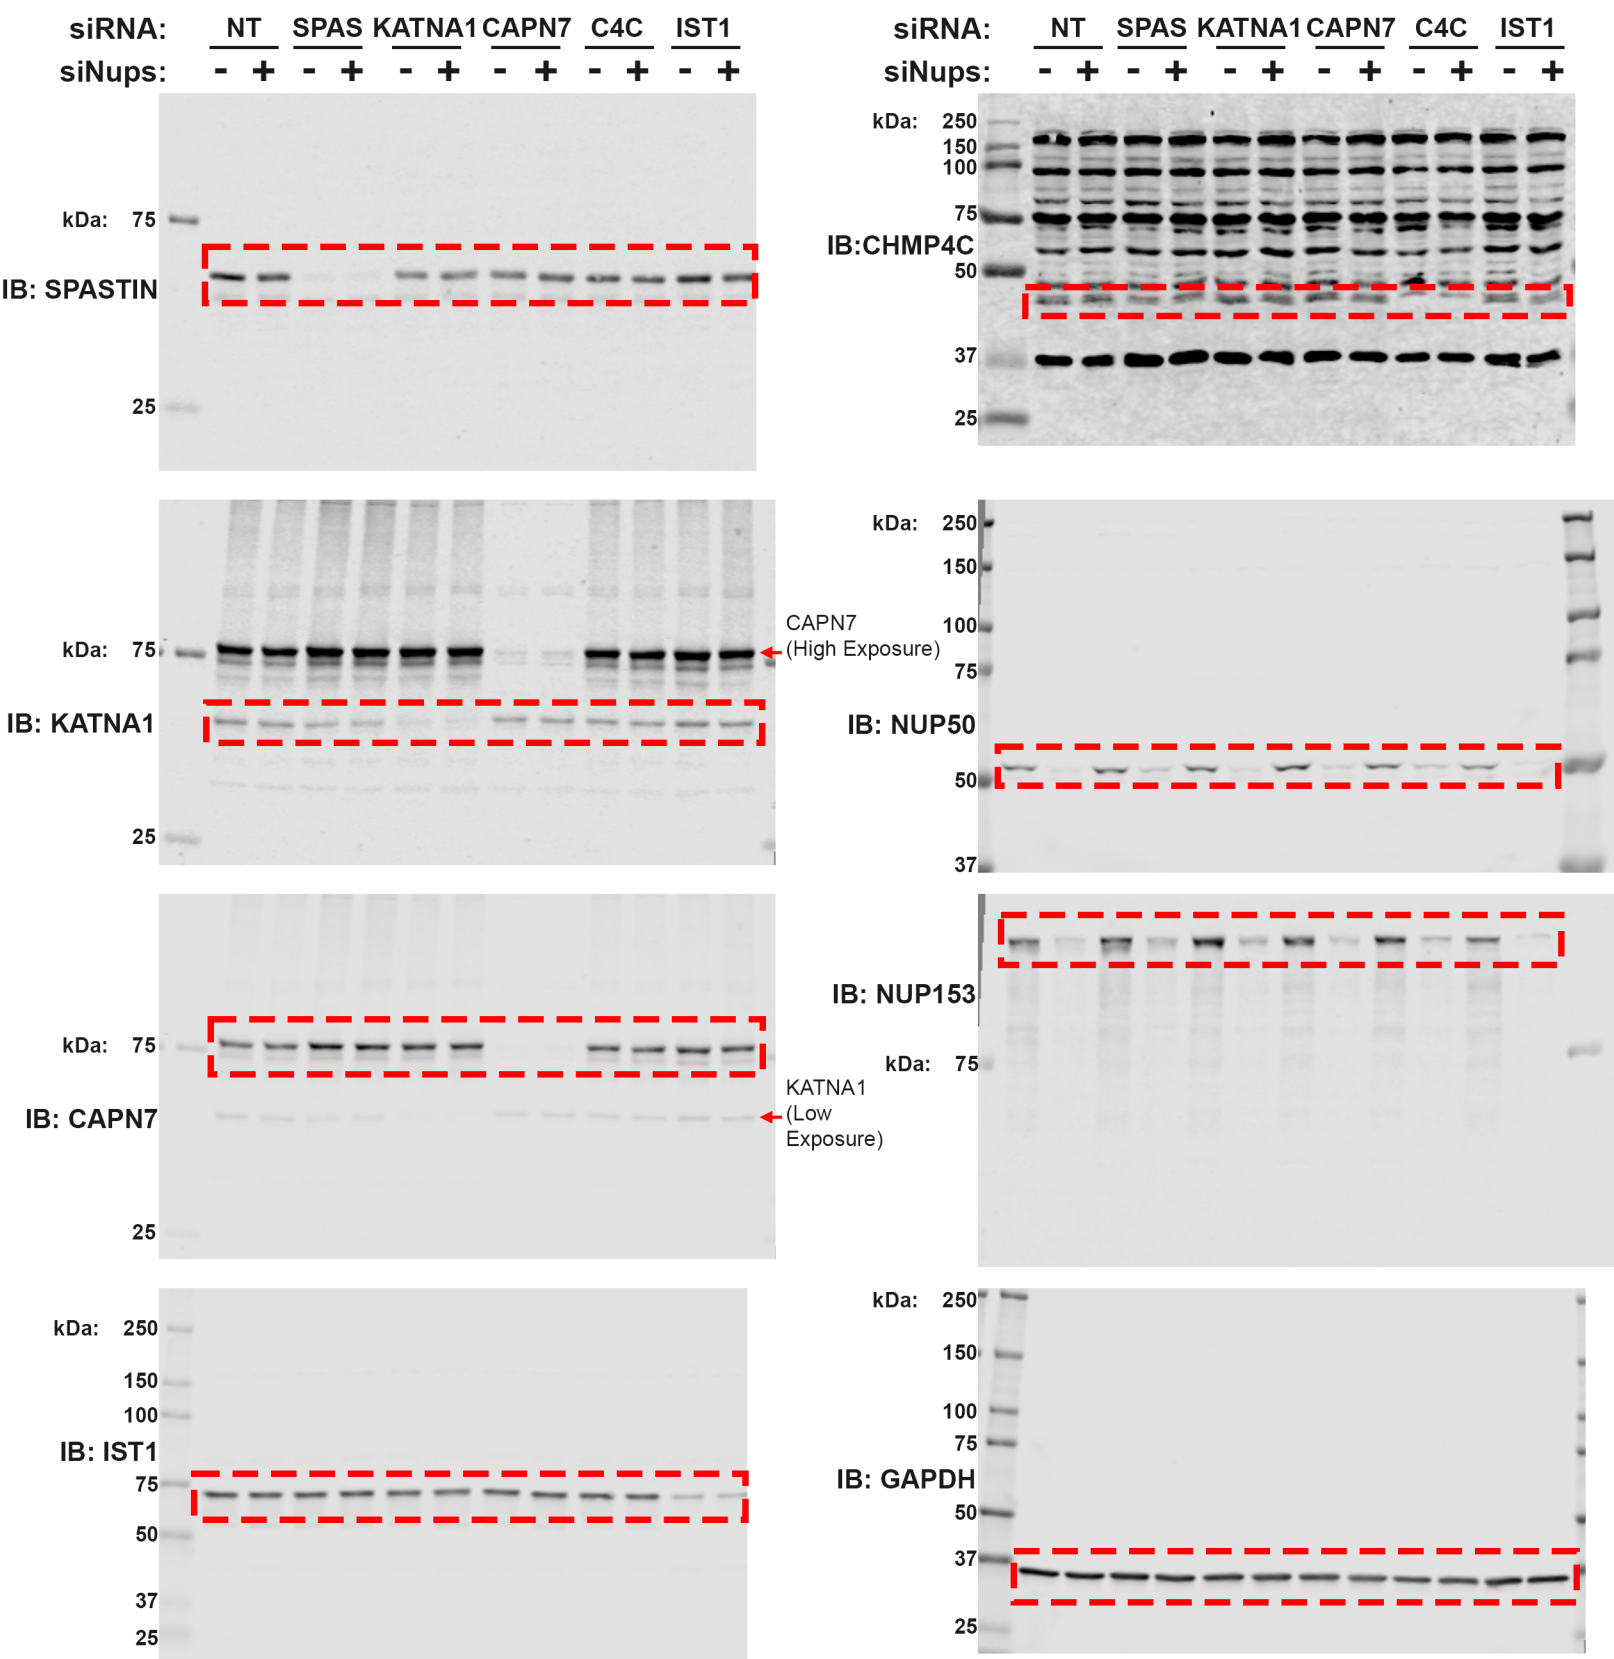 siRNA: NT SPAS KATNA1 CAPN7 C4C IST1
siNups: - + - + - + - + - + - +
kDa: 75
IB: SPASTIN
25
kDa: 75
CAPN7
(High Exposure)
IB: KATNA1
25
kDa: 75
KATNA1
(Low
Exposure)
IB: CAPN7
25
kDa: 250
150
100
IB: IST1
75
50
37
25
siRNA: NT SPAS KATNA1 CAPN7 C4C IST1
siNups: - + - + - + - + - + - +
kDa: 250
150
100
75
IB:CHMP4C
50
37
25
kDa: 250
150
100
75
IB: NUP50
50
37
IB: NUP153
kDa: 75
kDa: 250
150
100
75
IB: GAPDH
50
37
25